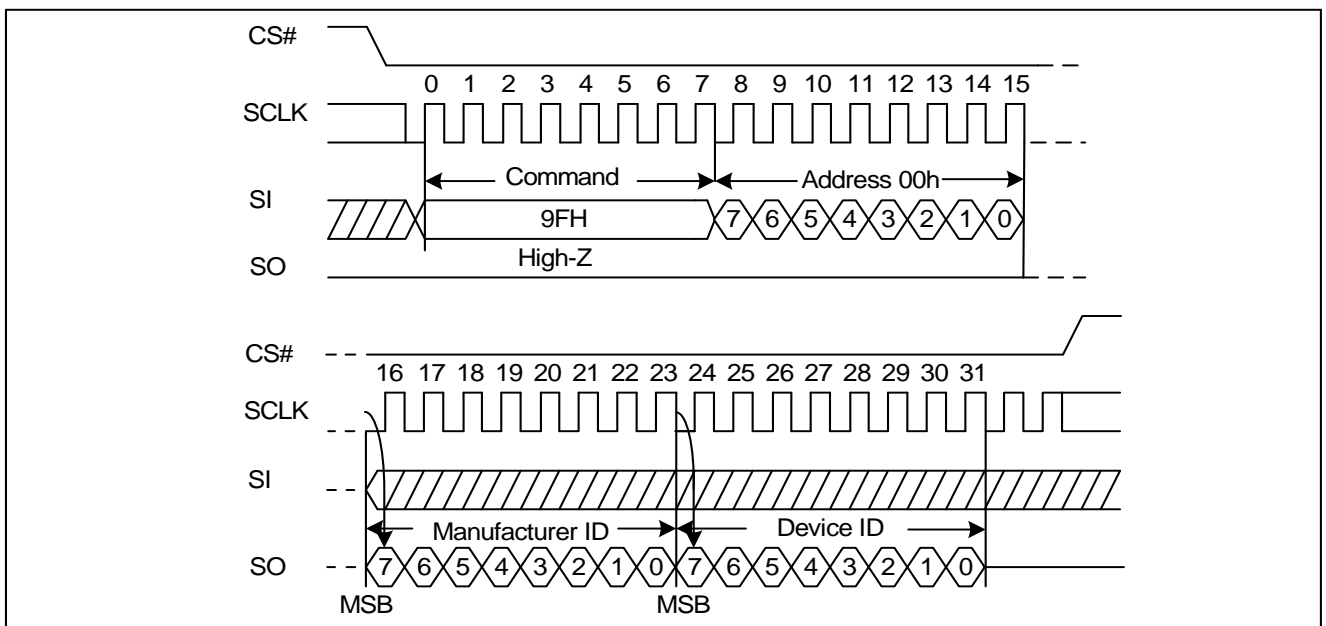 CS#
0 1 2 3 4 5 6 7 8 9 10 11 12 13 14 15
SCLK
Command Address 00h
SI
9FH 7 6 5 4 3 2 1 0
High-Z
SO
CS#
16 17 18 19 20 21 22 23 24 25 26 27 28 29 30 31
SCLK
SI
Manufacturer ID Device ID
SO 7 6 5 4 3 2 1 0 7 6 5 4 3 2 1 0
MSB MSB